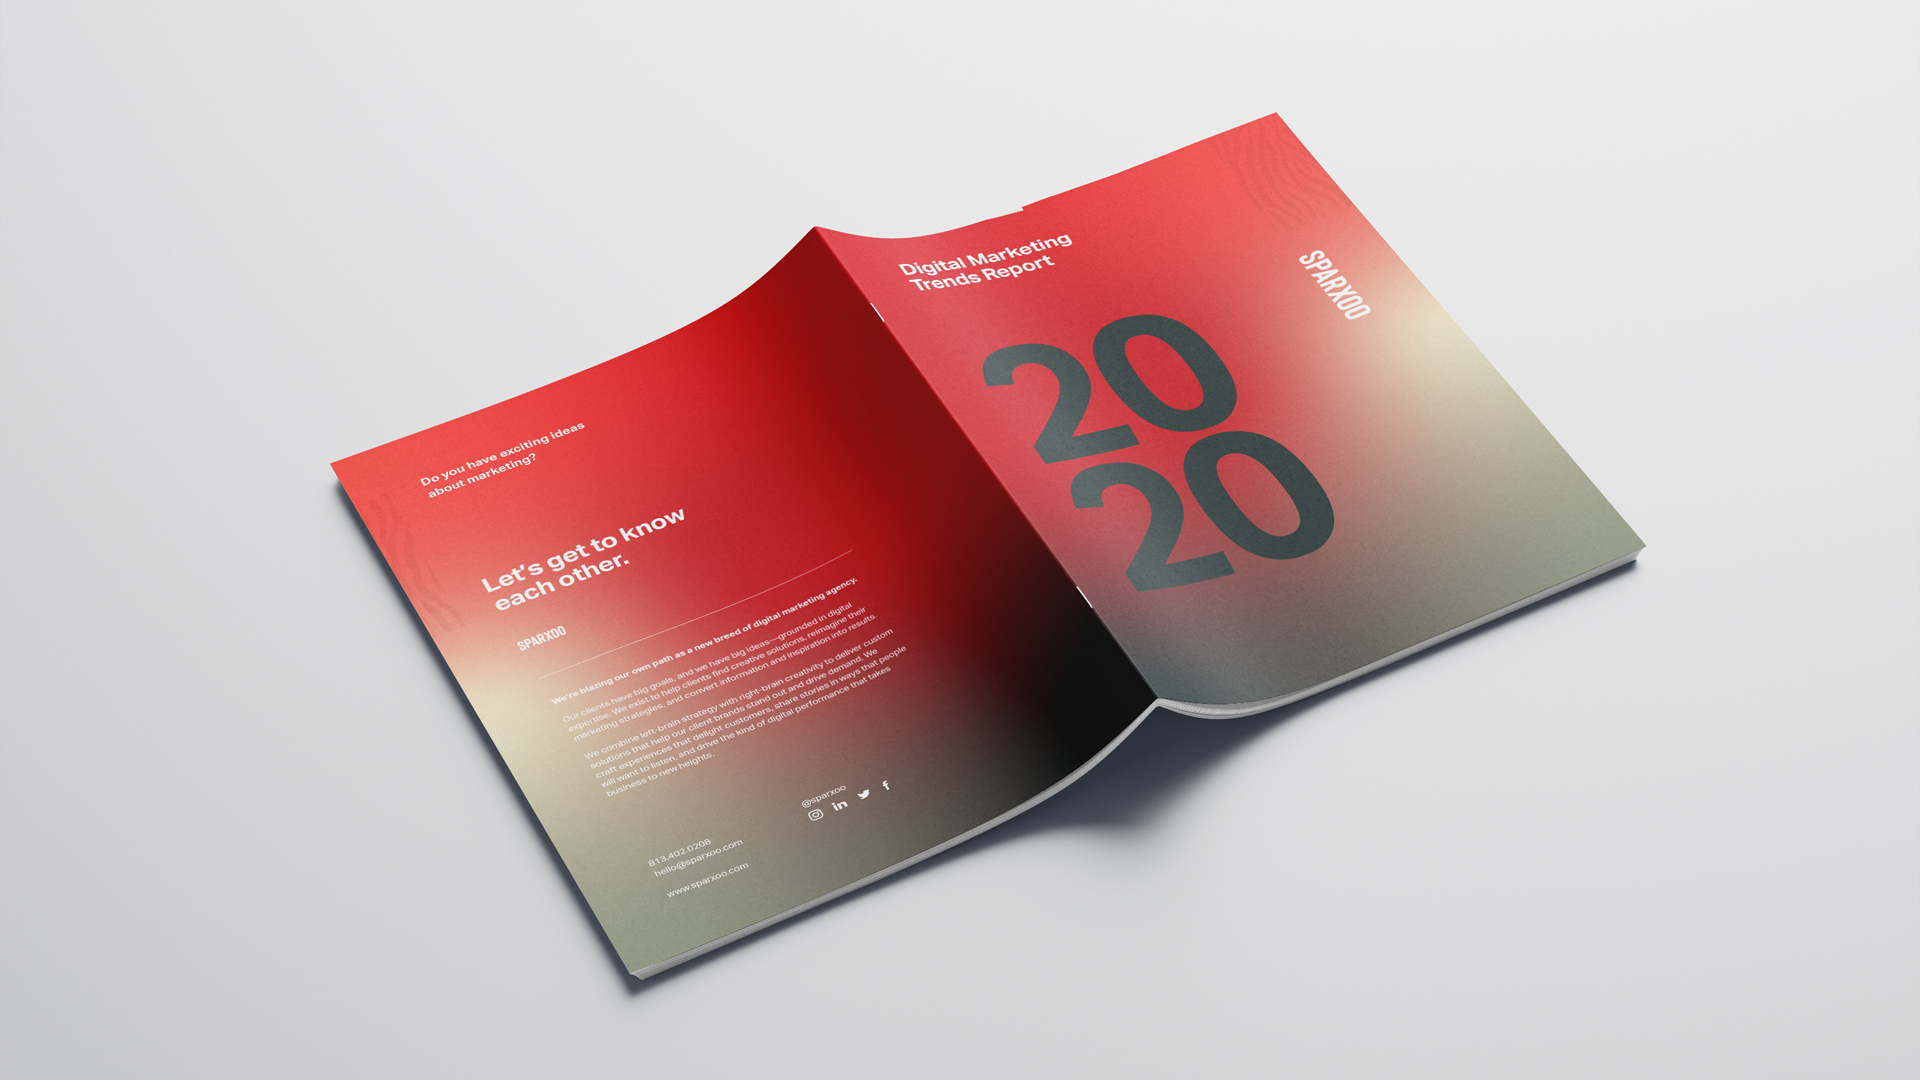 Do you have exciting ideas
about marketing?
Let's get to know
each other.
SPARXOO
We're blazing our own path as a new breed of digital marketing agency.
Our clients have big goals, and we have big ideas—grounded in digital
expertise. We exist to help clients find creative solutions, reimagine their
marketing strategies, and convert information and inspiration into results.
We combine left-brain strategy with right-brain creativity to deliver custom
solutions that help our client brands stand out and drive demand. We
craft experiences that delight customers, share stories in ways that people
will want to listen, and drive the kind of digital performance that takes
business to new heights.
@sparxoo
813.402.0208
hello@sparxoo.com
www.sparxoo.com
Digital Marketing
Trends Report
20
20
SPARXOO